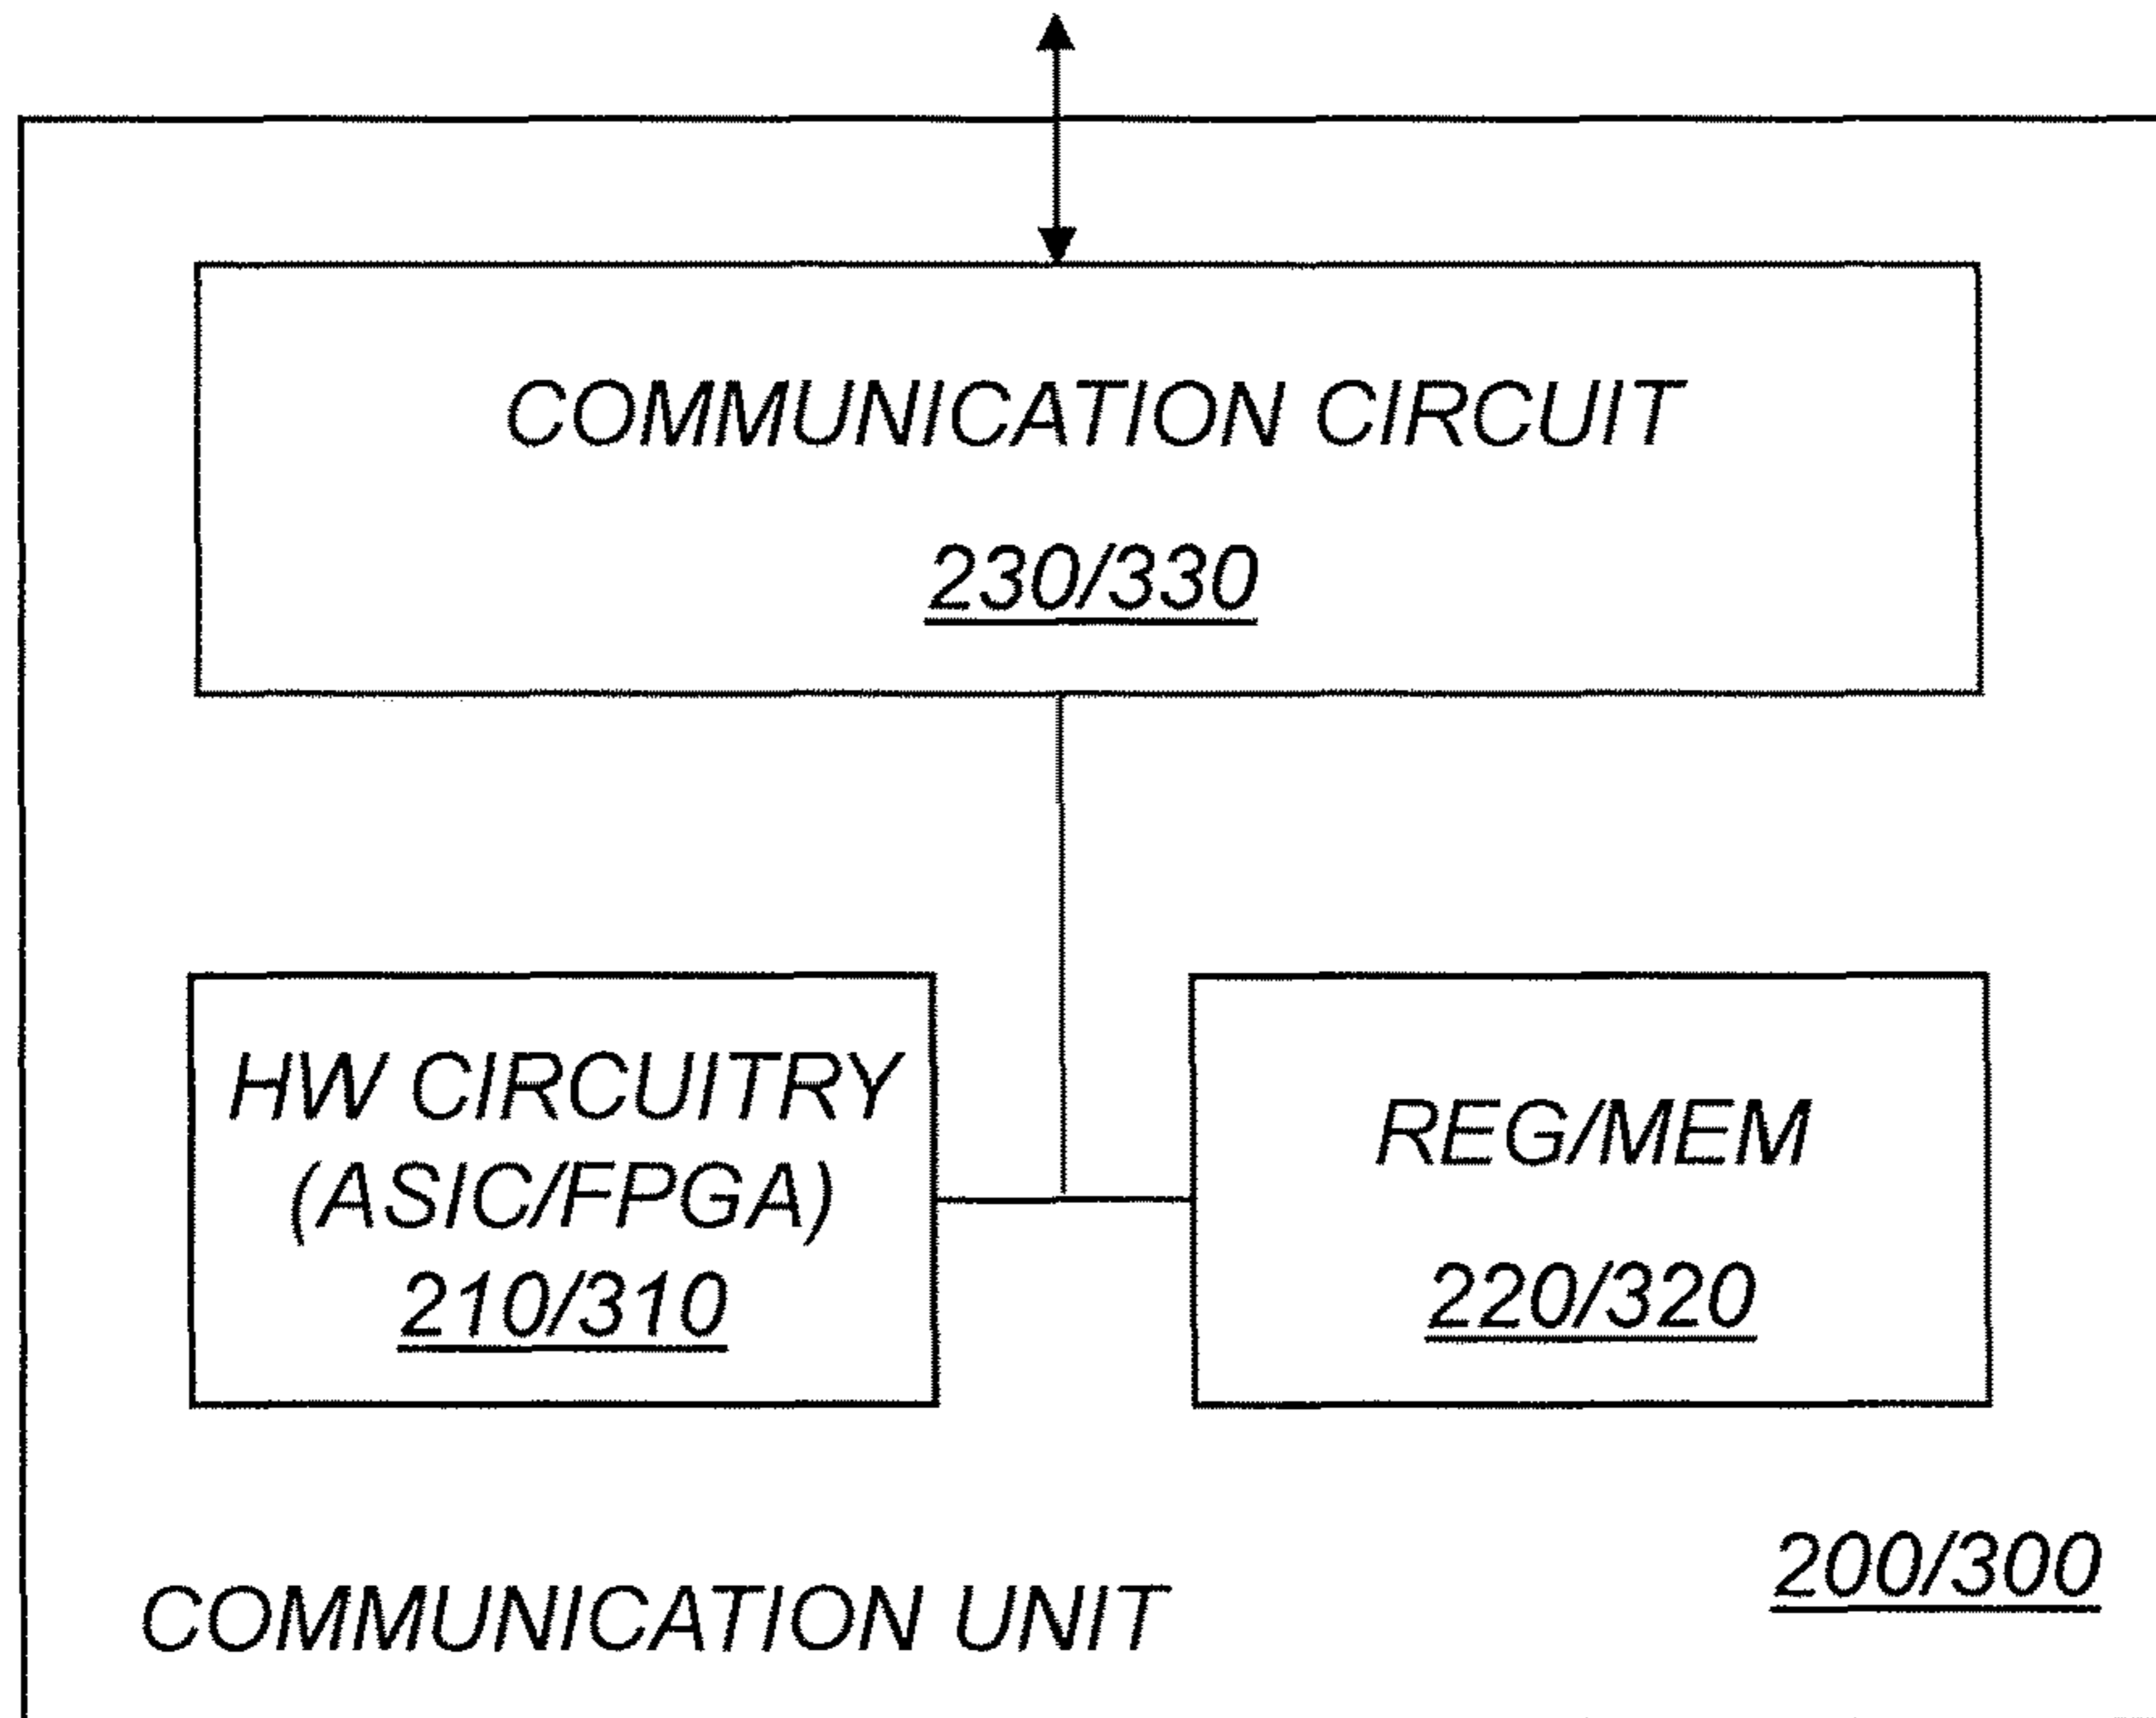 COMMUNICATION CIRCUIT
230/330
HW CIRCUITRY
(ASIC/FPGA)
210/310
REG/MEM
220/320
200/300
COMMUNICATION UNIT